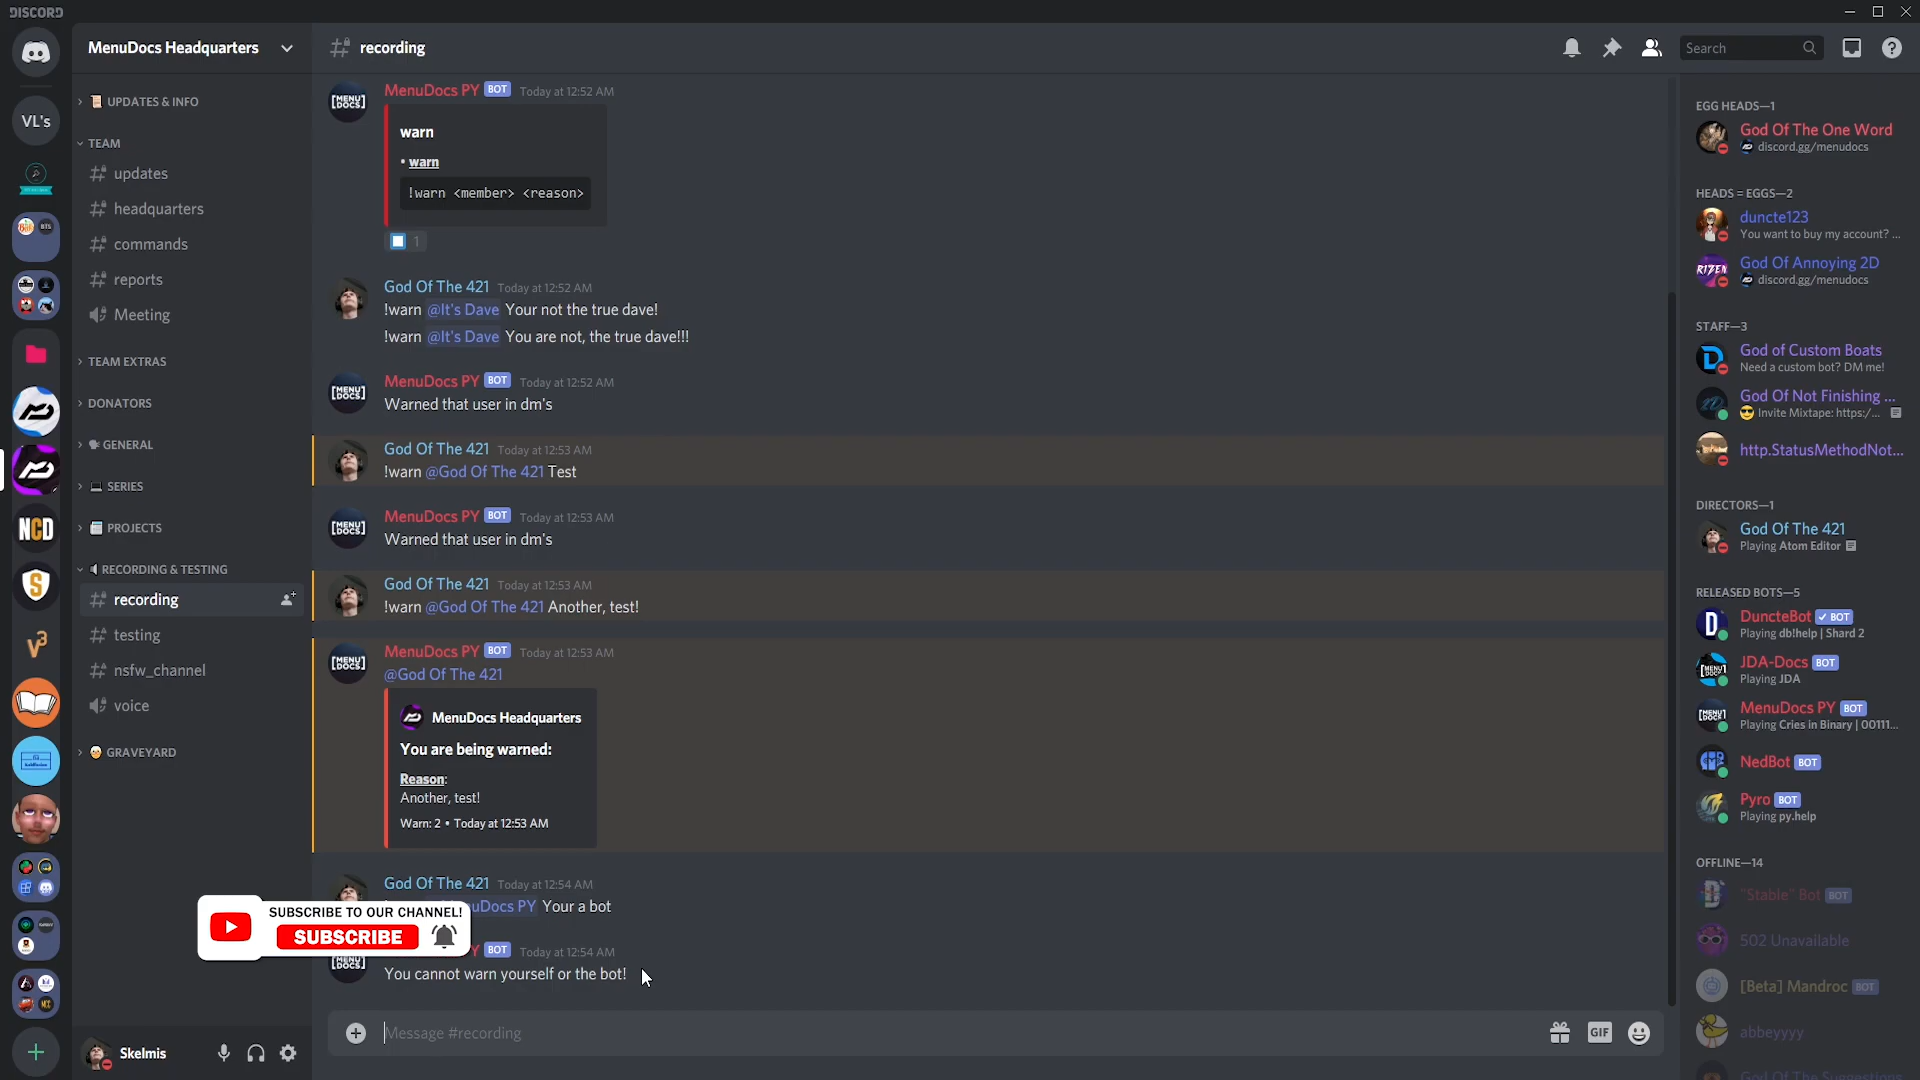 DISCORD
MenuDocs Headquarters
recording
Search
VL's
UPDATES & INFO
TEAM
updates
headquarters
commands
reports
Meeting
TEAM EXTRAS
DONATORS
GENERAL
SERIES
PROJECTS
RECORDING & TESTING
recording
testing
nsfw_channel
voice
GRAVEYARD
NCD
Skelmis
[MENU]
DOCS
MenuDocs PY BOT Today at 12:52 AM
warn
• warn
!warn <member> <reason>
1
God Of The 421 Today at 12:52 AM
!warn @It's Dave Your not the true dave!
!warn @It's Dave You are not, the true dave!!!
MenuDocs PY BOT Today at 12:52 AM
Warned that user in dm's
God Of The 421 Today at 12:53 AM
!warn @God Of The 421 Test
MenuDocs PY BOT Today at 12:53 AM
Warned that user in dm's
God Of The 421 Today at 12:53 AM
!warn @God Of The 421 Another, test!
MenuDocs PY BOT Today at 12:53 AM
@God Of The 421
MenuDocs Headquarters
You are being warned:
Reason:
Another, test!
Warn: 2 • Today at 12:53 AM
God Of The 421 Today at 12:54 AM
uDocs PY Your a bot
SUBSCRIBE TO OUR CHANNEL!
SUBSCRIBE
Y BOT Today at 12:54 AM
You cannot warn yourself or the bot!
Message #recording
GIF
EGG HEADS—1
God Of The One Word
discord.gg/menudocs
HEADS = EGGS—2
duncte123
You want to buy my account? ...
God Of Annoying 2D
discord.gg/menudocs
STAFF—3
God of Custom Boats
Need a custom bot? DM me!
God Of Not Finishing ...
Invite Mixtape: https:/...
http.StatusMethodNot...
DIRECTORS—1
God Of The 421
Playing Atom Editor
RELEASED BOTS—5
DuncteBot BOT
Playing db!help | Shard 2
JDA-Docs BOT
Playing JDA
MenuDocs PY BOT
Playing Cries in Binary | 00111...
NedBot BOT
Pyro BOT
Playing py.help
OFFLINE—14
"Stable" Bot BOT
502 Unavailable
[Beta] Mandroc BOT
abbeyyyy
God Of The Suggestions